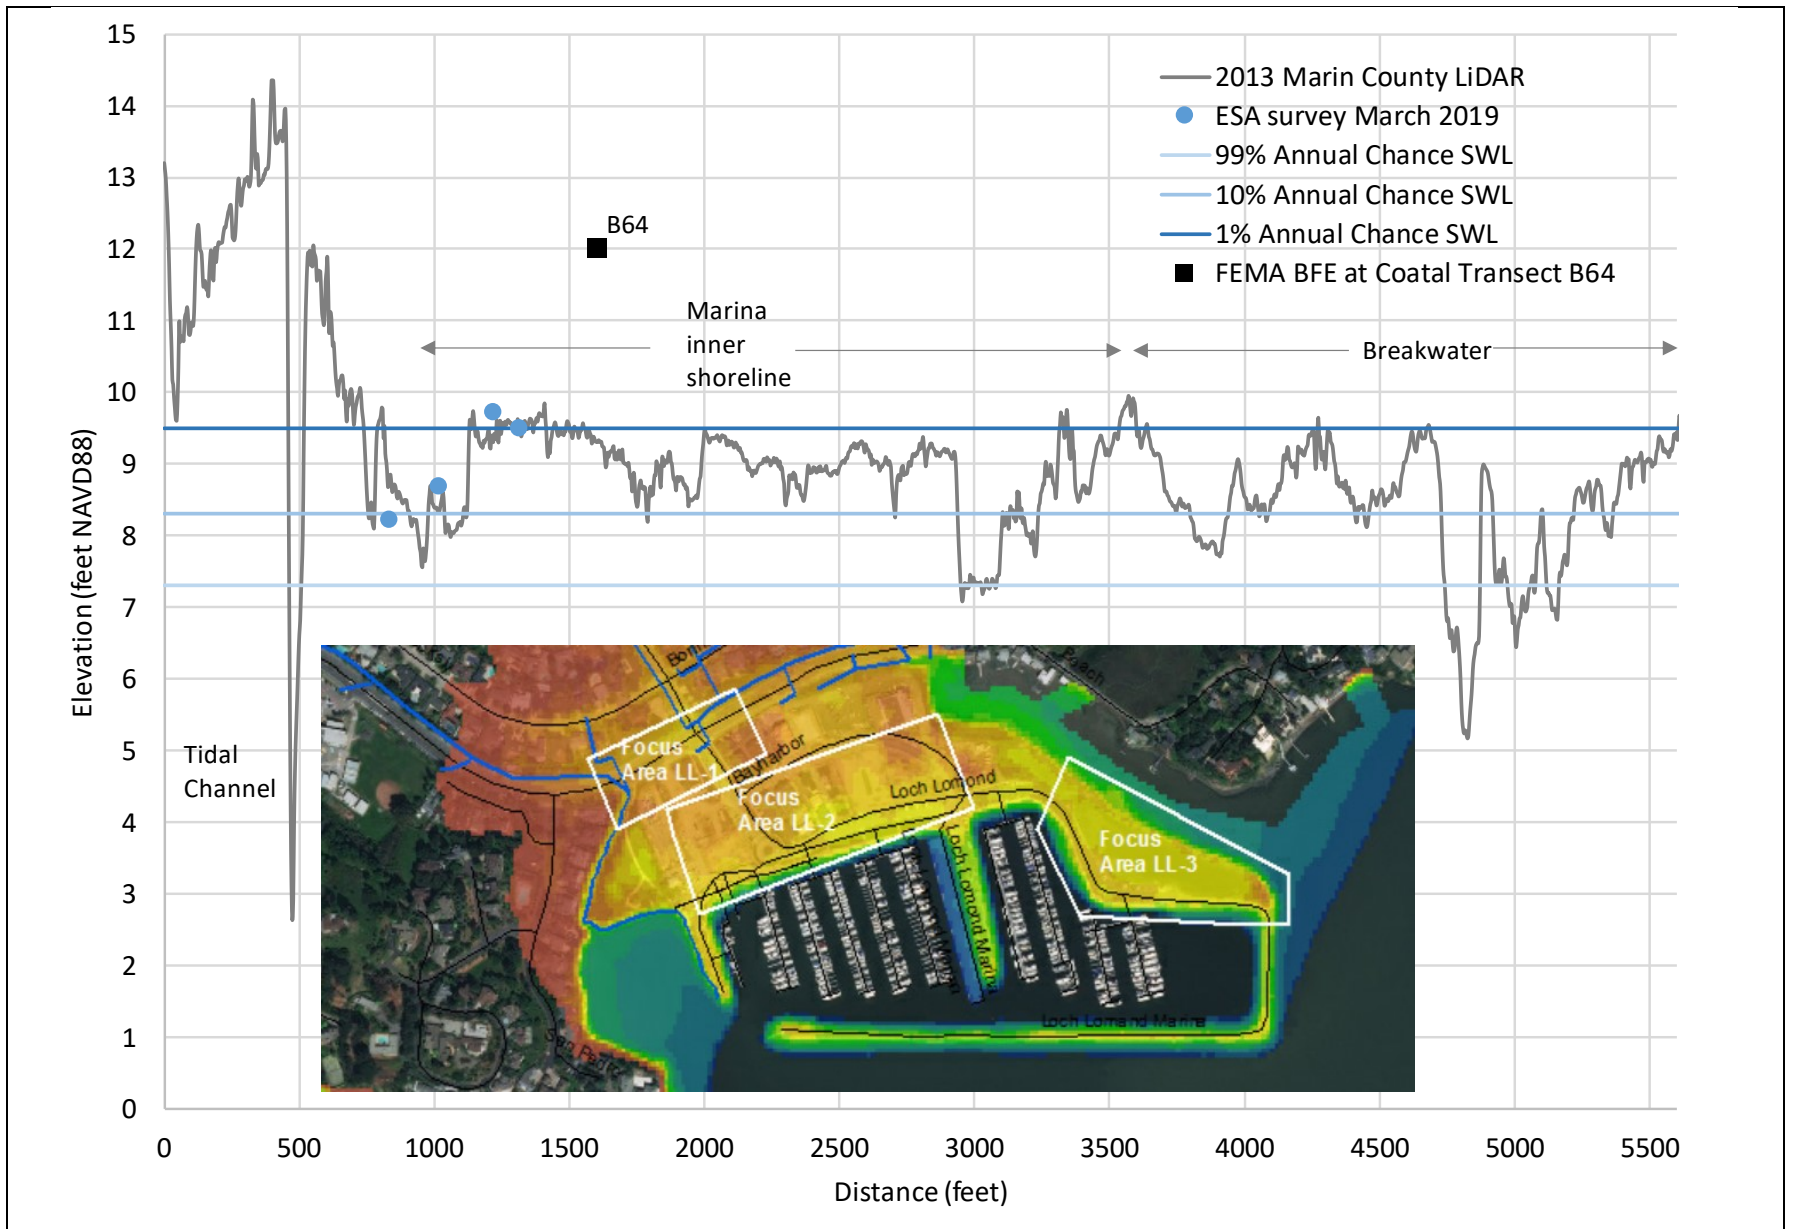 15
14
13
12
11
10
9
8
7
6
5
4
3
2
1
0
Elevation (feet NAVD88)
0
500
1000
1500
2000
2500
3000
3500
4000
4500
5000
5500
Distance (feet)
2013 Marin County LiDAR
ESA survey March 2019
99% Annual Chance SWL
10% Annual Chance SWL
1% Annual Chance SWL
FEMA BFE at Coatal Transect B64
B64
Marina
inner
shoreline
Breakwater
Tidal
Channel
Focus
Area LL-1
Bayharbor
Focus
Area LL-2
Loch Lomond
Focus
Area LL-3
Loch Lomond Marina
Loch Lomond Marina